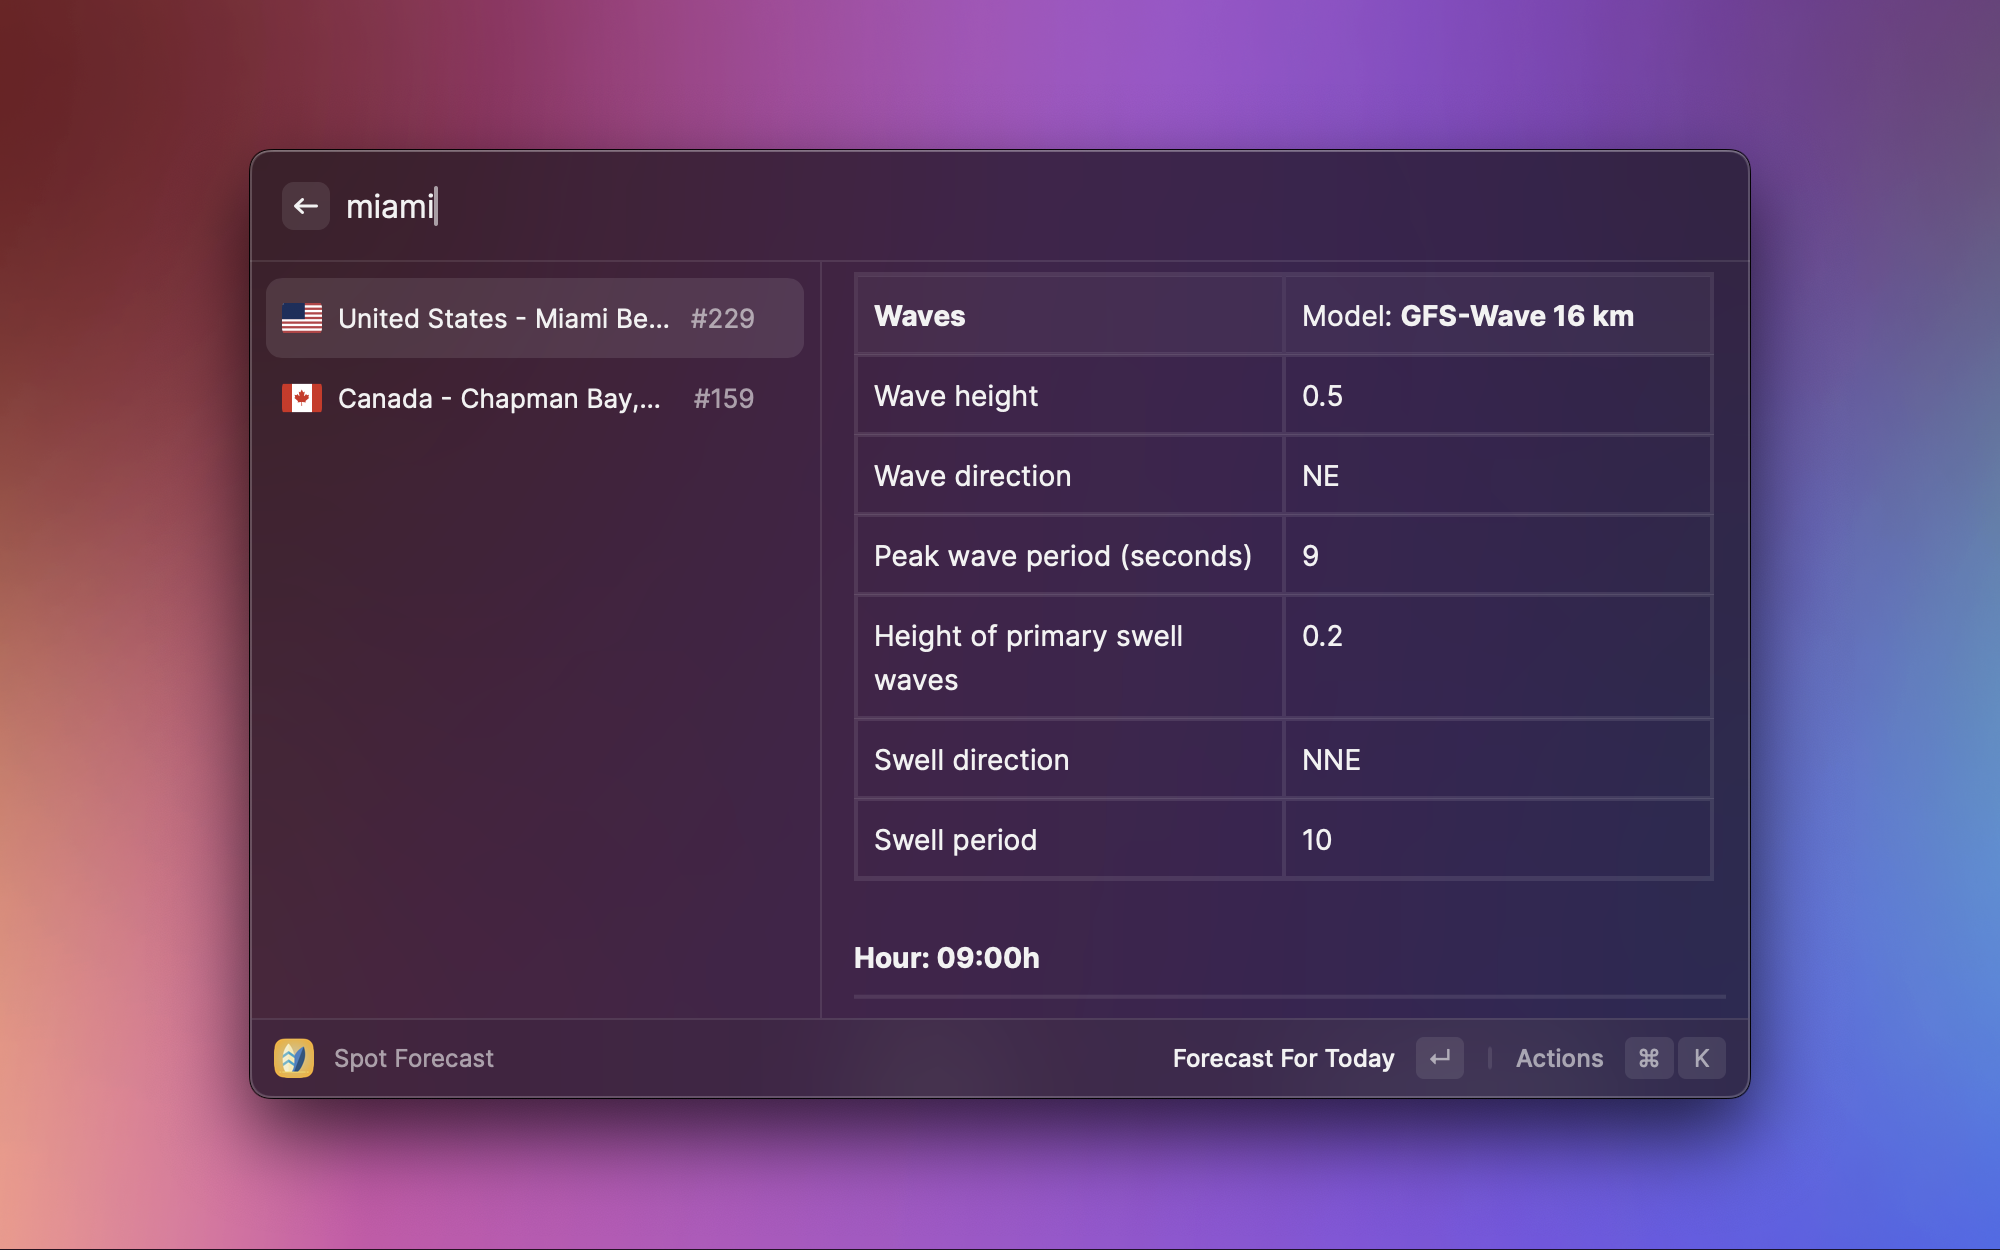 miami
United States - Miami Be... #229
Canada - Chapman Bay,... #159
Waves Model: GFS-Wave 16 km
Wave height 0.5
Wave direction NE
Peak wave period (seconds) 9
Height of primary swell 0.2
waves
Swell direction NNE
Swell period 10
Hour: 09:00h
Spot Forecast Forecast For Today ↵ Actions ⌘ K